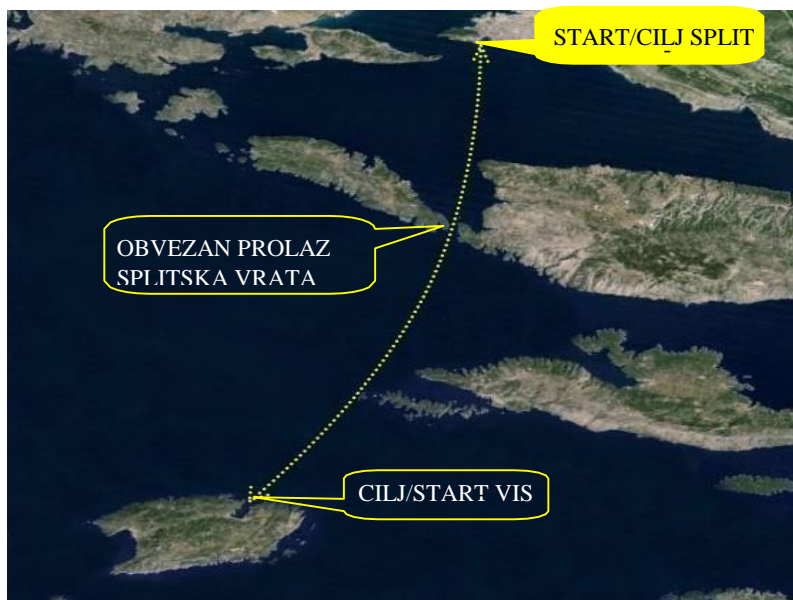 START/CILJ SPLIT
OBVEZAN PROLAZ
SPLITSKA VRATA
CILJ/START VIS